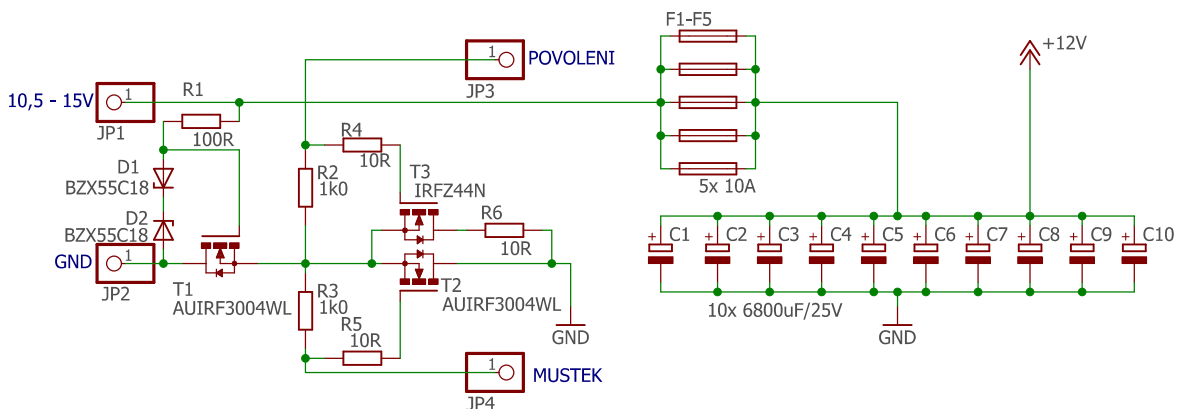 F1-F5
+12V
1
POVOLENI
JP3
10,5 - 15V
1
JP1
R1
100R
R4
10R
5x 10A
D1
BZX55C18
R2
1k0
T3
IRFZ44N
R6
10R
D2
BZX55C18
GND
1
JP2
T1
AUIRF3004WL
T2
AUIRF3004WL
R3
1k0
R5
10R
GND
1
MUSTEK
JP4
+ C1
+ C2
+ C3
+ C4
+ C5
+ C6
+ C7
+ C8
+ C9
+ C10
10x 6800uF/25V
GND